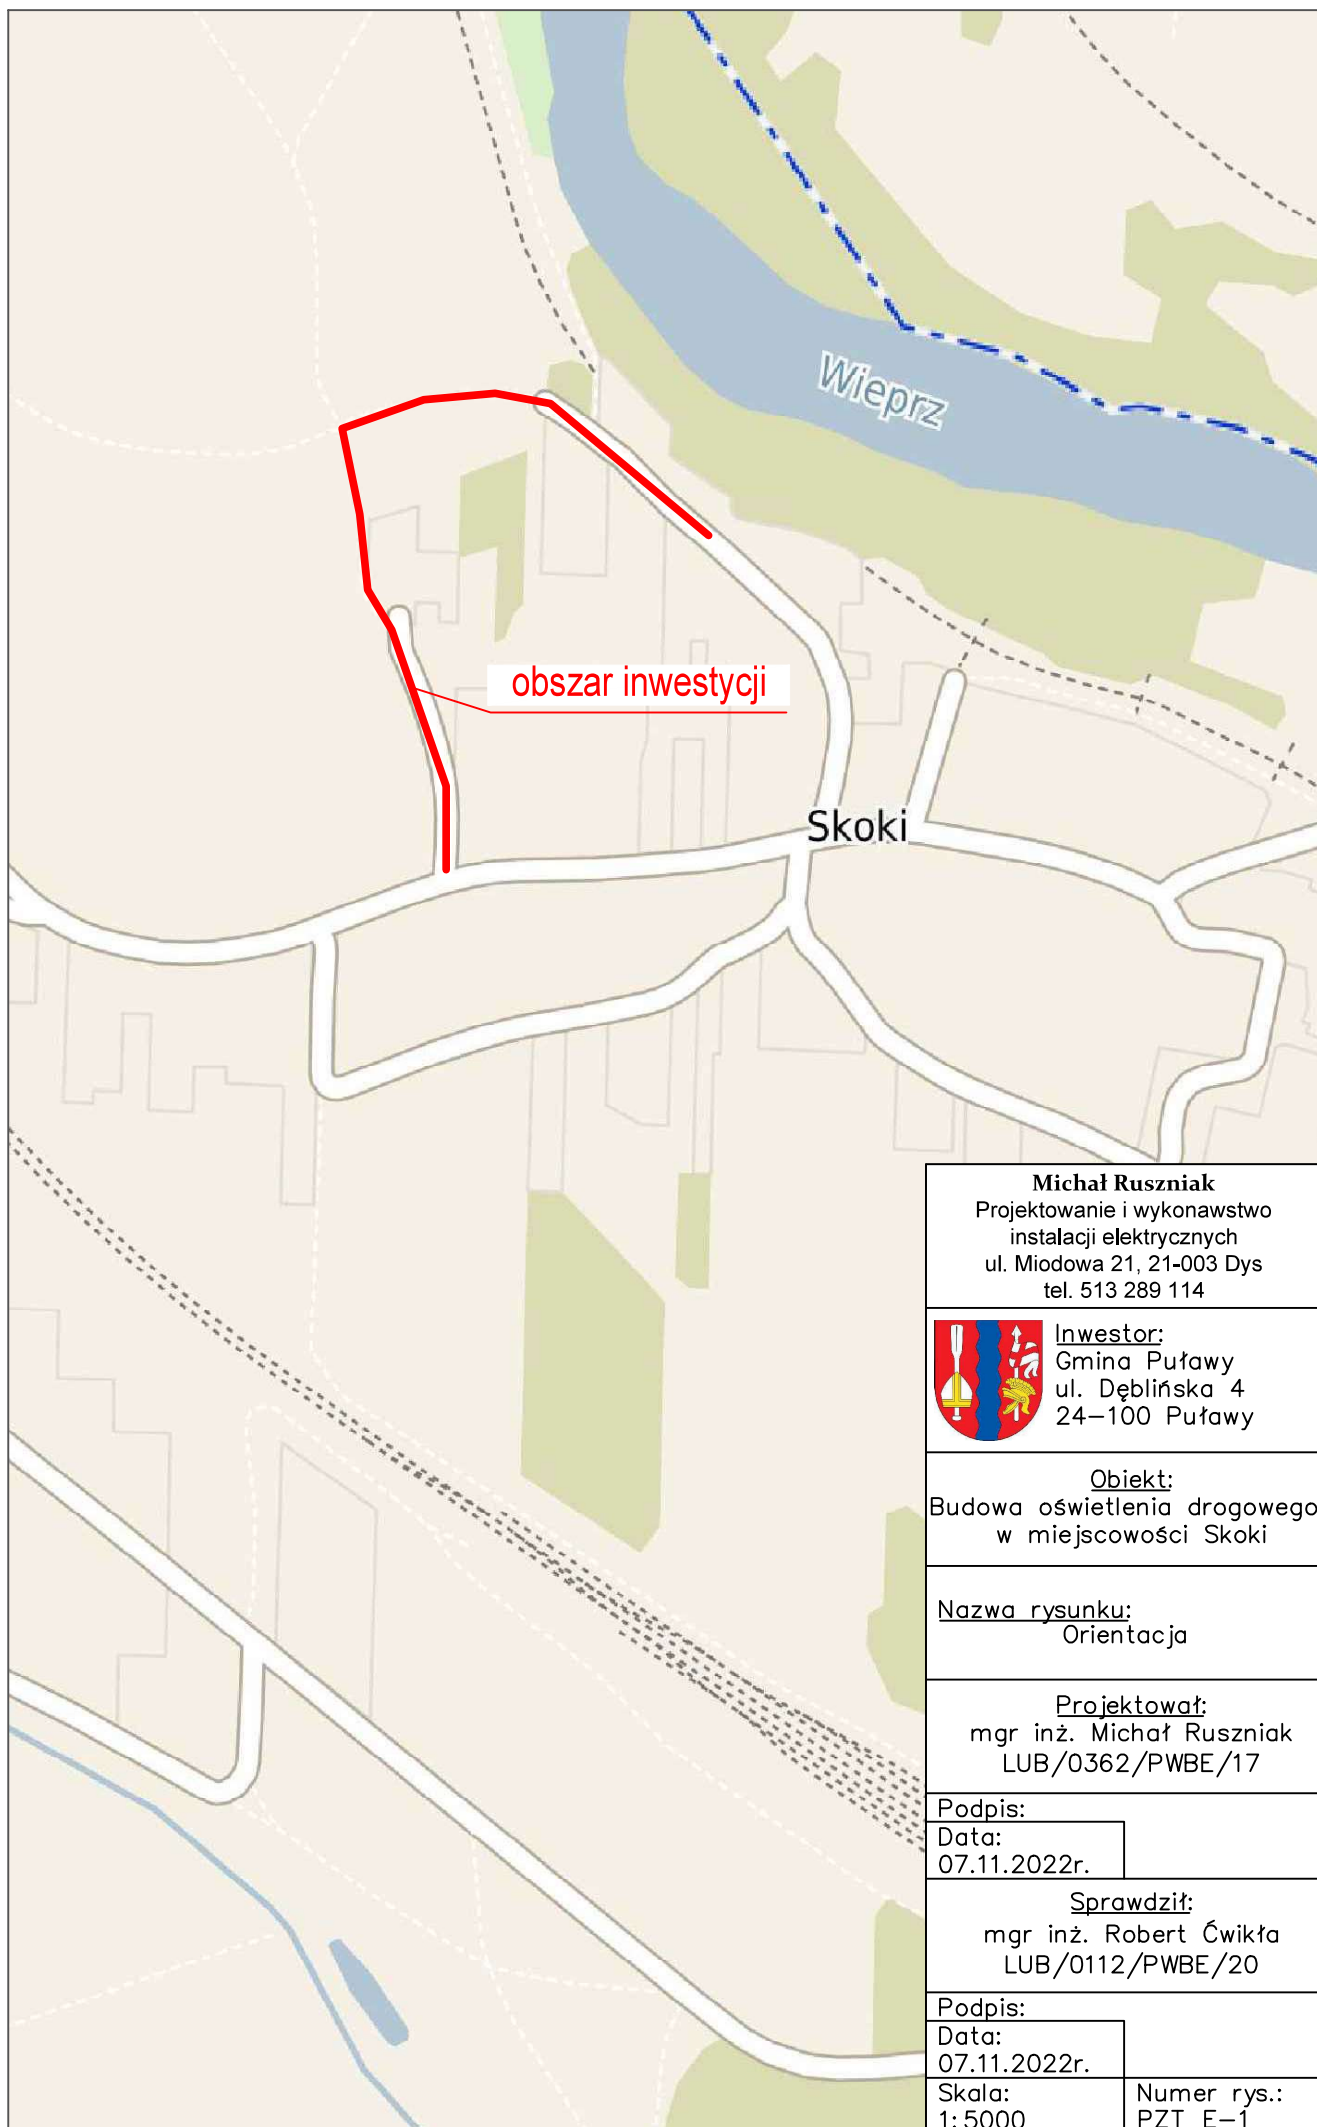 Wieprz
obszar inwestycji
Skoki
Michał Ruszniak
Projektowanie i wykonawstwo
instalacji elektrycznych
ul. Miodowa 21, 21-003 Dys
tel. 513 289 114
Inwestor:
Gmina Puławy
ul. Dęblińska 4
24-100 Puławy
Obiekt:
Budowa oświetlenia drogowego
w miejscowości Skoki
Nazwa rysunku:
Orientacja
Projektował:
mgr inż. Michał Ruszniak
LUB/0362/PWBE/17
Podpis:
Data:
07.11.2022r.
Sprawdził:
mgr inż. Robert Ćwikła
LUB/0112/PWBE/20
Podpis:
Data:
07.11.2022r.
Skala:
1:5000
Numer rys.:
PZT E-1